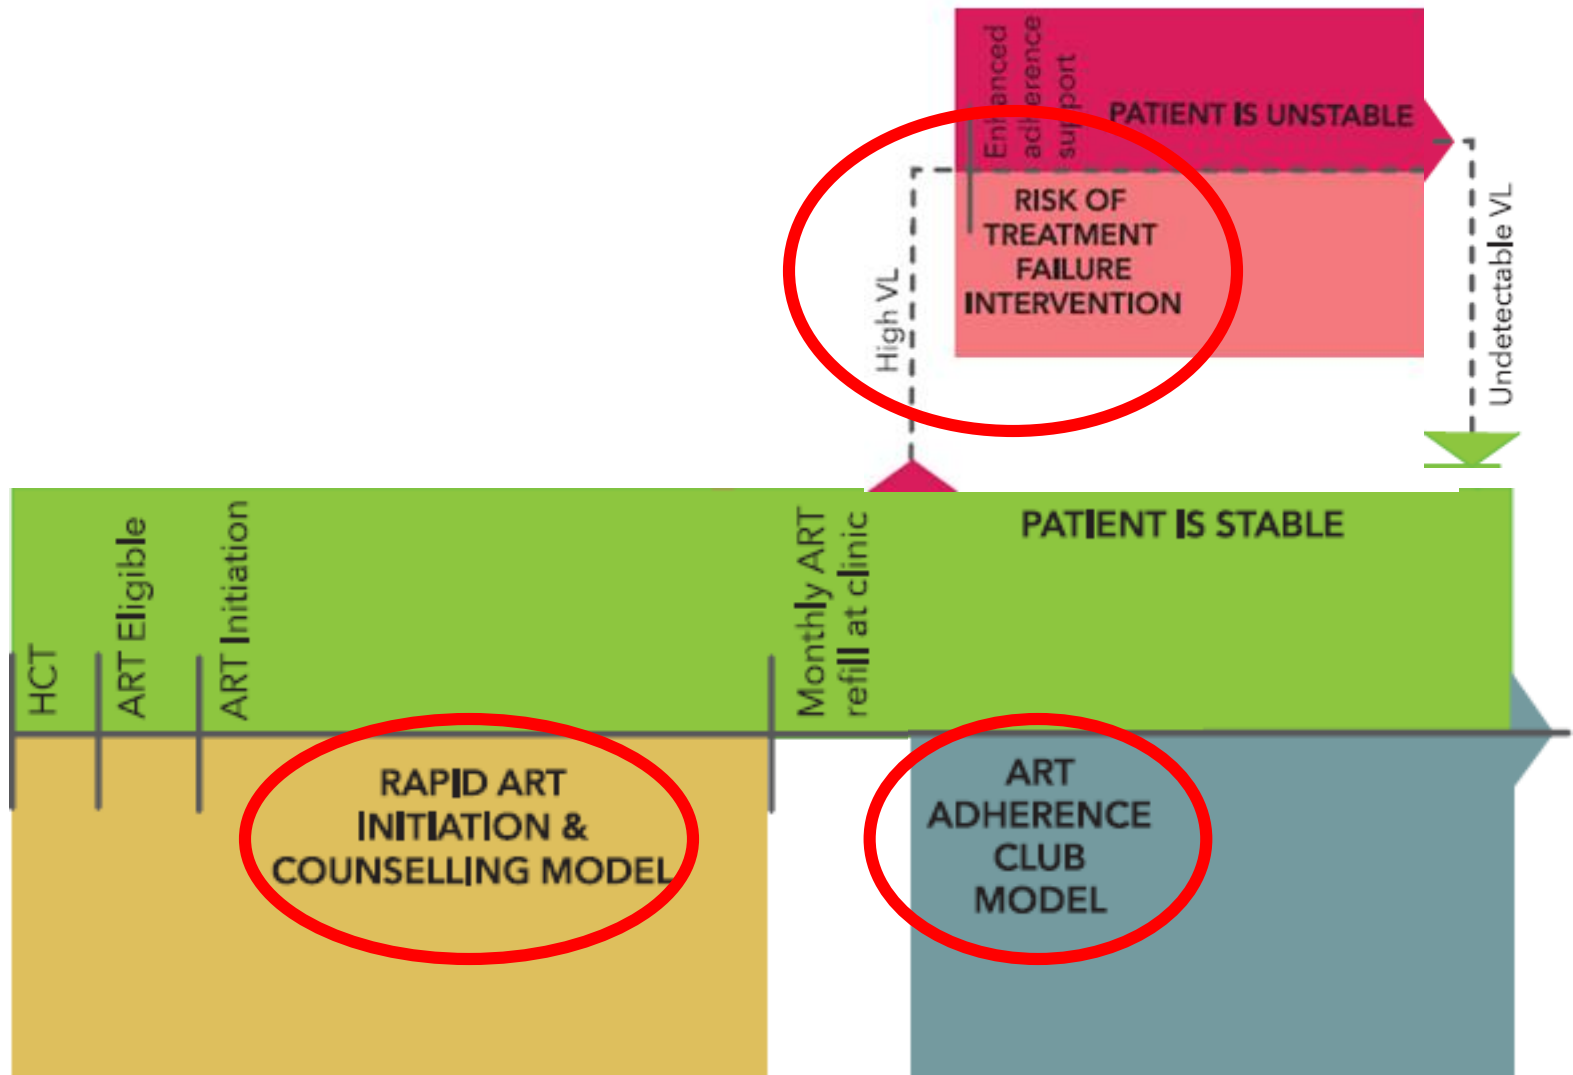 Enhanced
adherence
support
PATIENT IS UNSTABLE
RISK OF
TREATMENT
FAILURE
INTERVENTION
High VL
Undetectable VL
HCT
ART Eligible
ART Initiation
Monthly ART
refill at clinic
PATIENT IS STABLE
RAPID ART
INITIATION &
COUNSELLING MODEL
ART
ADHERENCE
CLUB
MODEL